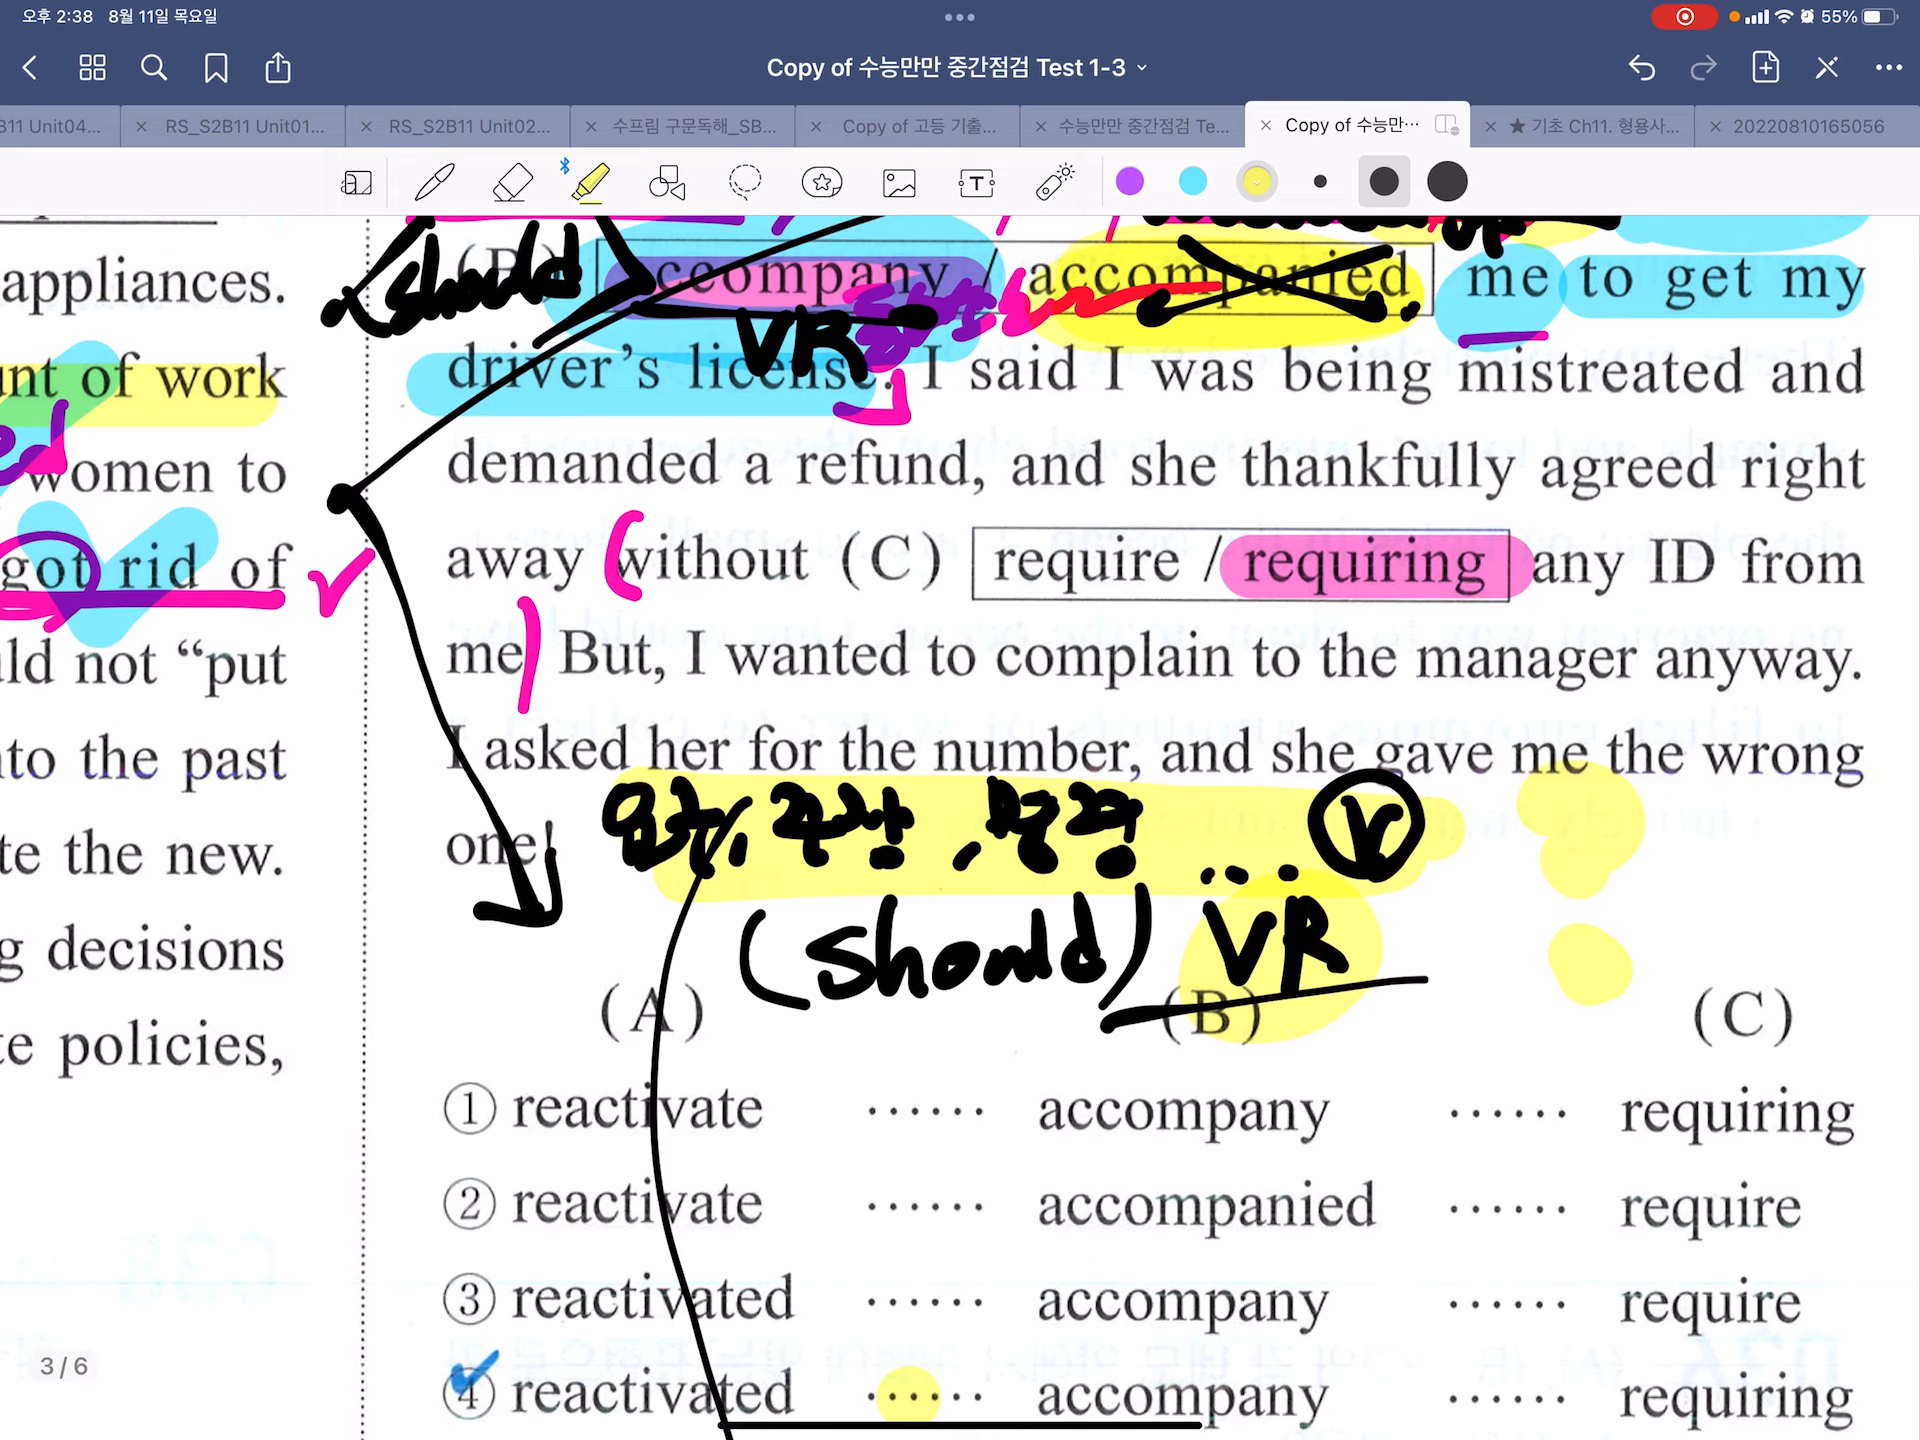 오후 2:38 8월 11일 목요일
55%
Copy of 수능만만 중간점검 Test 1-3
B11 Unit04...
RS_S2B11 Unit01...
RS_S2B11 Unit02...
수프림 구문독해_SB...
Copy of 고등 기출...
수능만만 중간점검 Te...
Copy of 수능만...
★ 기초 Ch11. 형용사...
20220810165056
appliances.
unt of work
women to
got rid of
uld not “put
nto the past
te the new.
g decisions
te policies,
(should) accompany / accompanied me to get my
VR
driver’s license. I said I was being mistreated and
demanded a refund, and she thankfully agreed right
away (without (C) require / requiring any ID from
me) But, I wanted to complain to the manager anyway.
I asked her for the number, and she gave me the wrong
one!
요구, 주장, 명령 V
(should) VR
(A) (B) (C)
① reactivate ······ accompany ······ requiring
② reactivate ······ accompanied ······ require
③ reactivated ······ accompany ······ require
④ reactivated ······ accompany ······ requiring
3 / 6